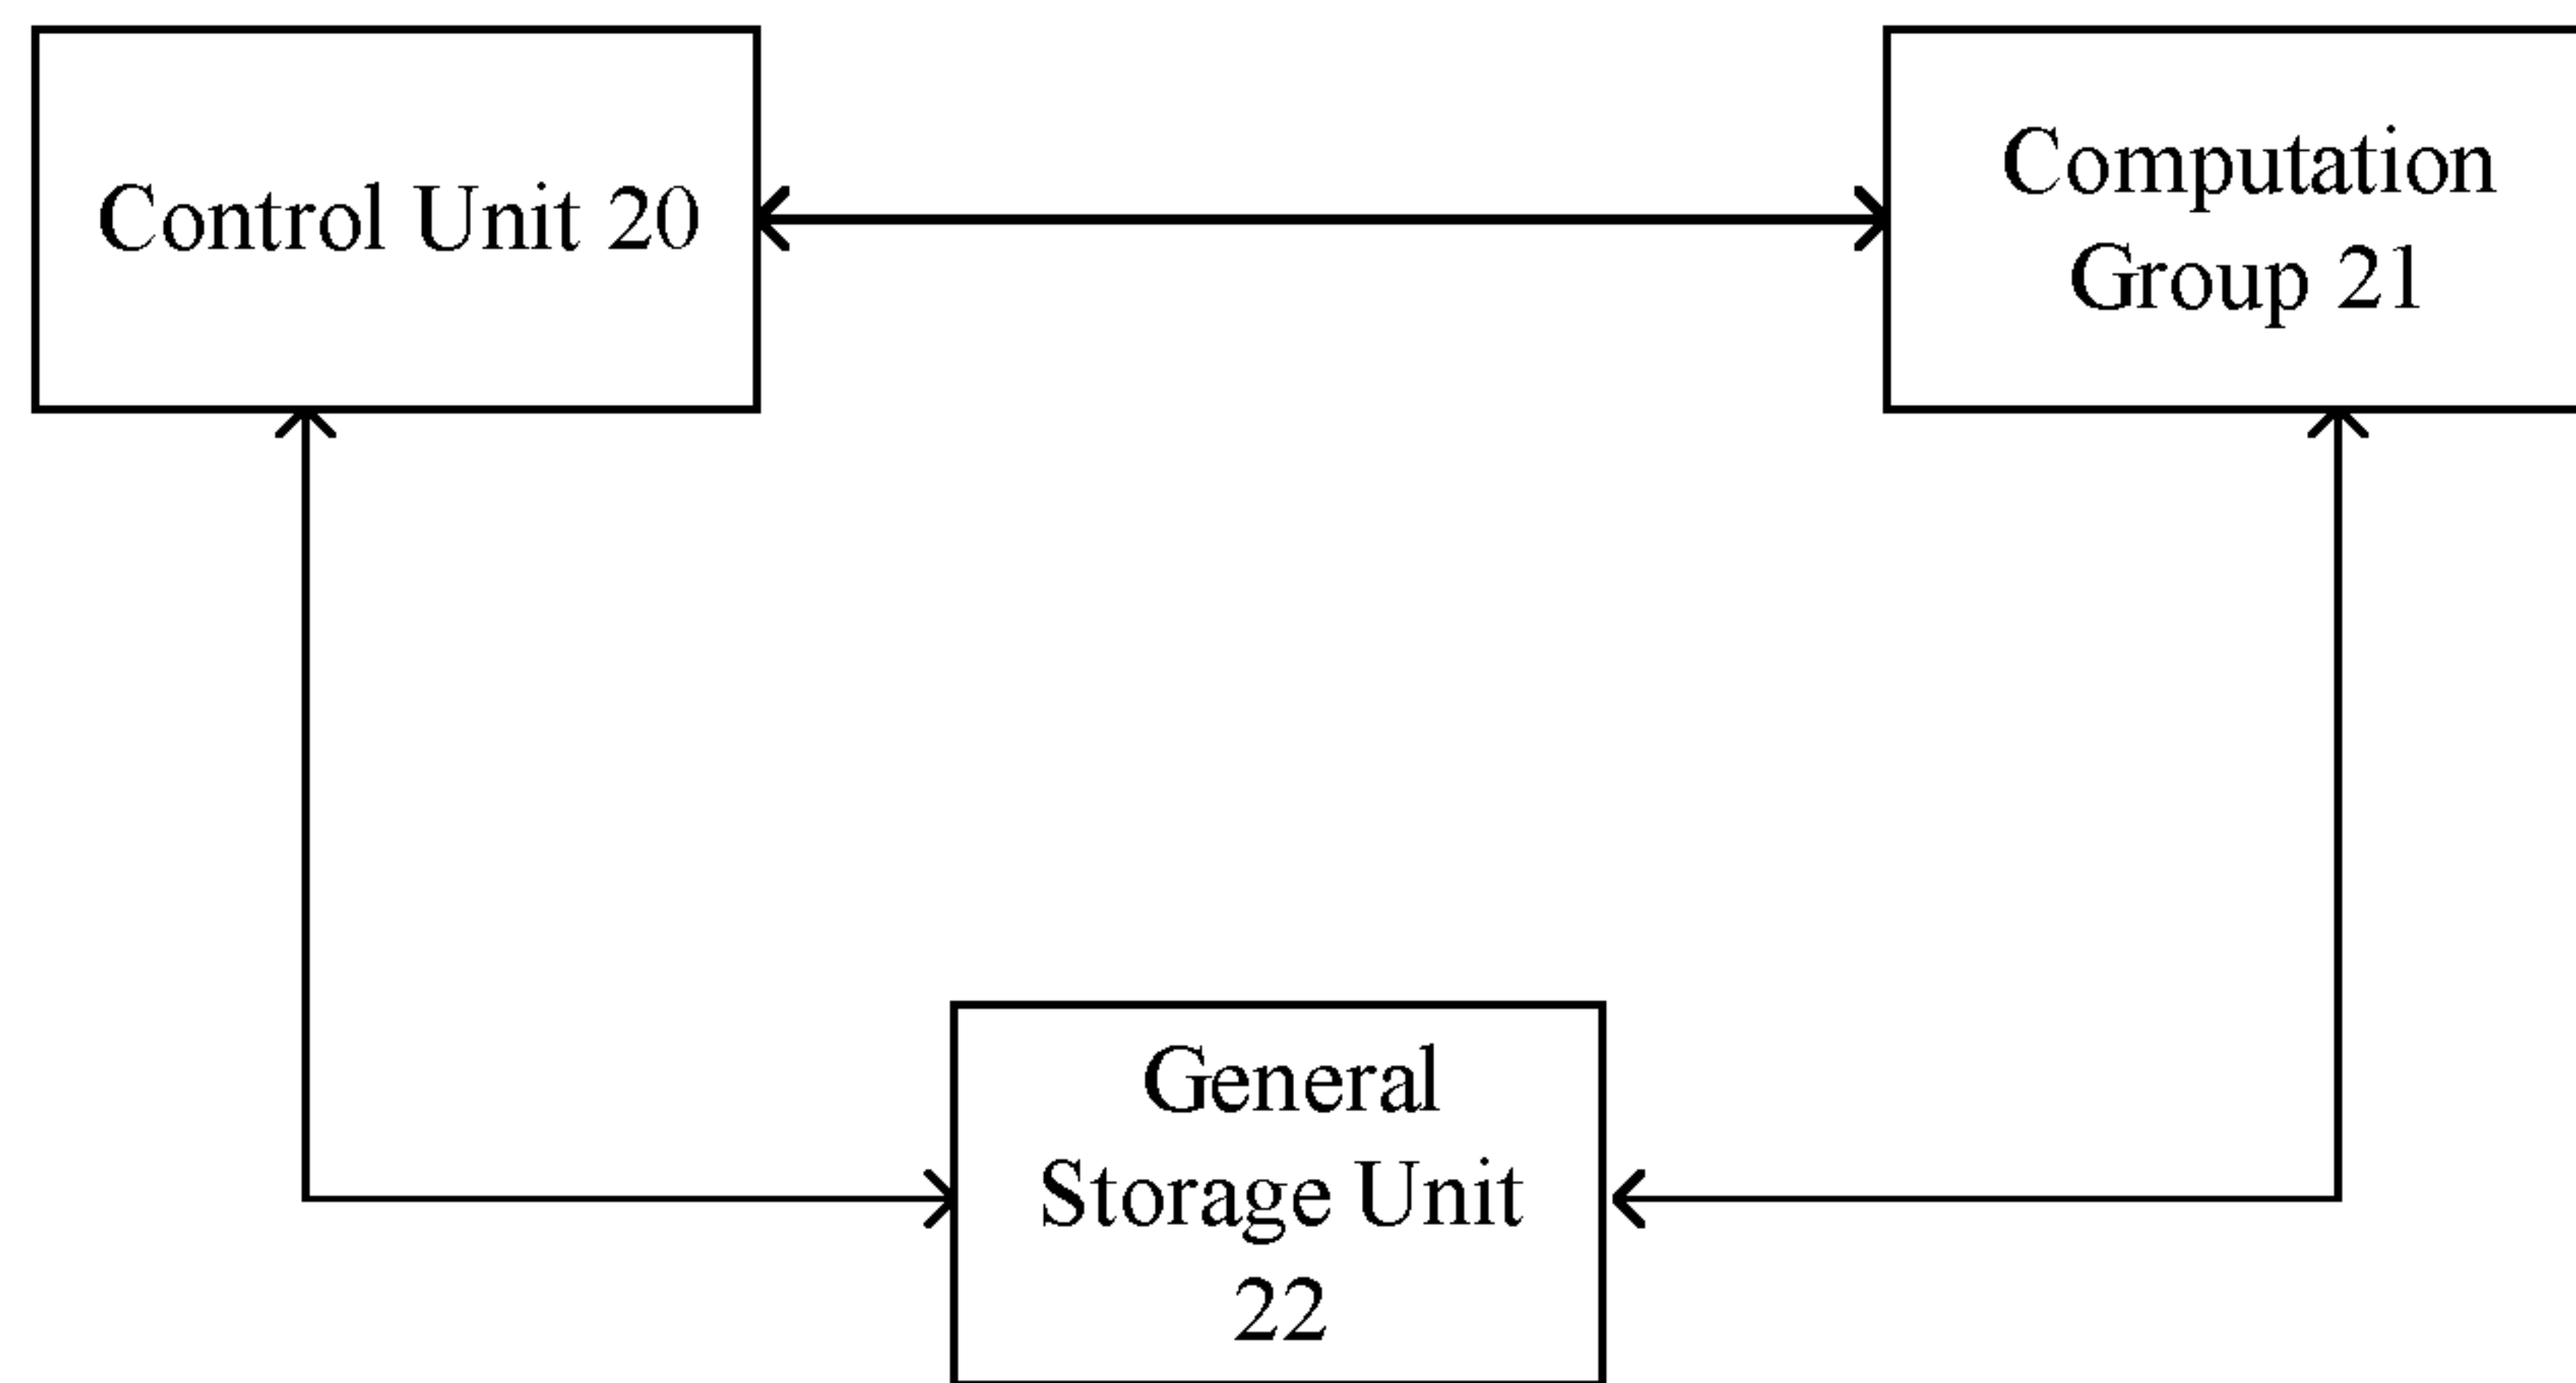 Control Unit 20
Computation
Group 21
General
Storage Unit
22